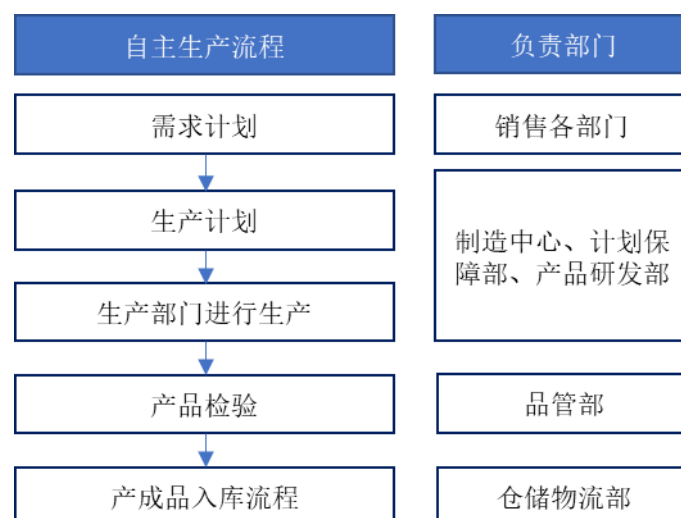 自主生产流程
负责部门
需求计划
销售各部门
生产计划
制造中心、计划保
障部、产品研发部
生产部门进行生产
产品检验
品管部
产成品入库流程
仓储物流部